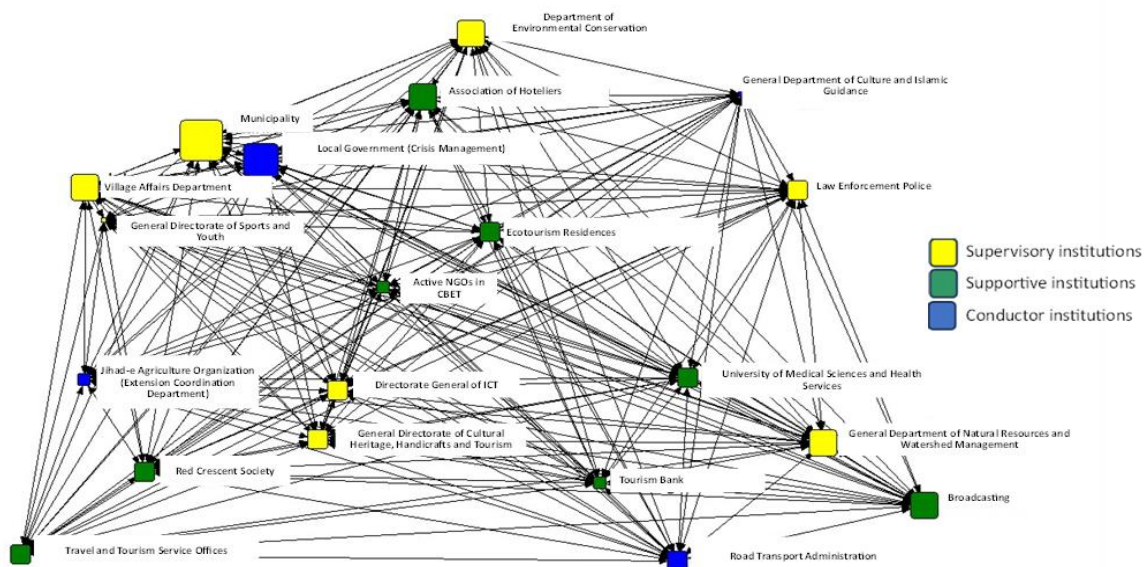 Department of
Environmental Conservation
General Department of Culture and Islamic
Guidance
Association of Hoteliers
Municipality
Local Government (Crisis Management)
Village Affairs Department
Law Enforcement Police
General Directorate of Sports and
Youth
Ecotourism Residences
Supervisory institutions
Supportive institutions
Conductor institutions
Active NGOs in
CBET
Jihad-e Agriculture Organization
(Extension Coordination
Department)
Directorate General of ICT
University of Medical Sciences and Health
Services
General Directorate of Cultural
Heritage, Handicrafts and Tourism
General Department of Natural Resources and
Watershed Management
Red Crescent Society
Tourism Bank
Broadcasting
Travel and Tourism Service Offices
Road Transport Administration